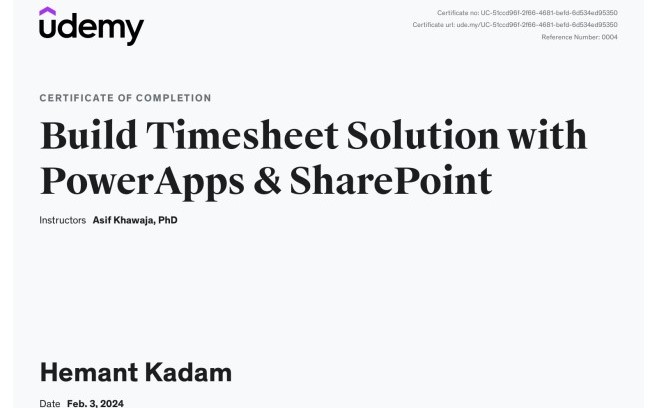 udemy
Certificate no: UC-51ccd96f-2f66-4681-befd-6d534ed95350
Certificate url: ude.my/UC-51ccd96f-2f66-4681-befd-6d534ed95350
Reference Number: 0004
CERTIFICATE OF COMPLETION
Build Timesheet Solution with
PowerApps & SharePoint
Instructors Asif Khawaja, PhD
Hemant Kadam
Date Feb. 3, 2024